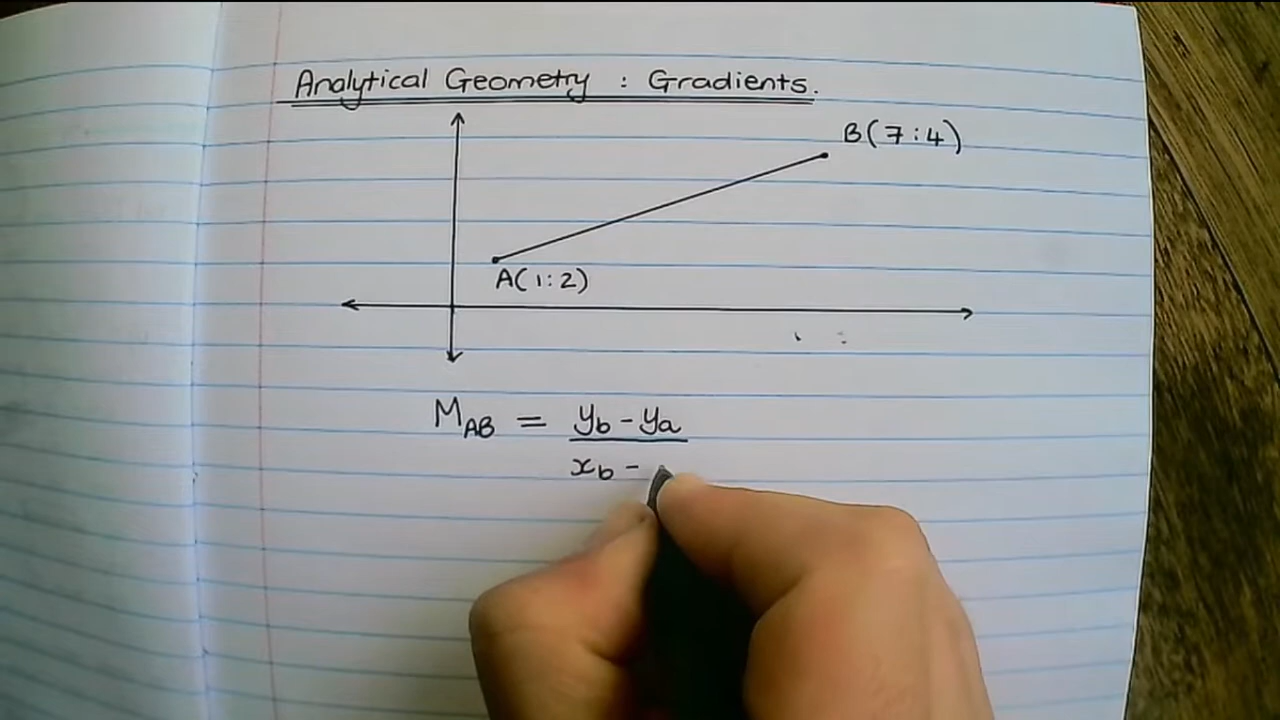 Analytical Geometry : Gradients.
B(7:4)
A(1:2)
M_AB = y_b - y_a
x_b -